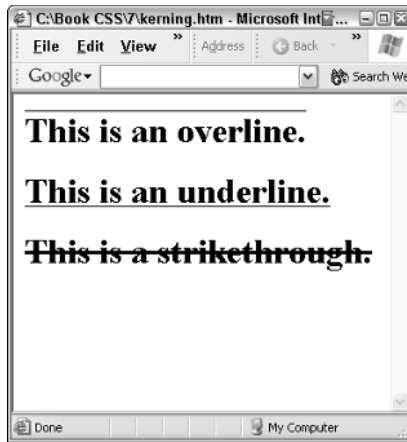 C:\Book CSS\7\kerning.htm - Microsoft Int...
File Edit View » Address Back »
Google Search We
This is an overline.
This is an underline.
This is a strikethrough.
Done My Computer